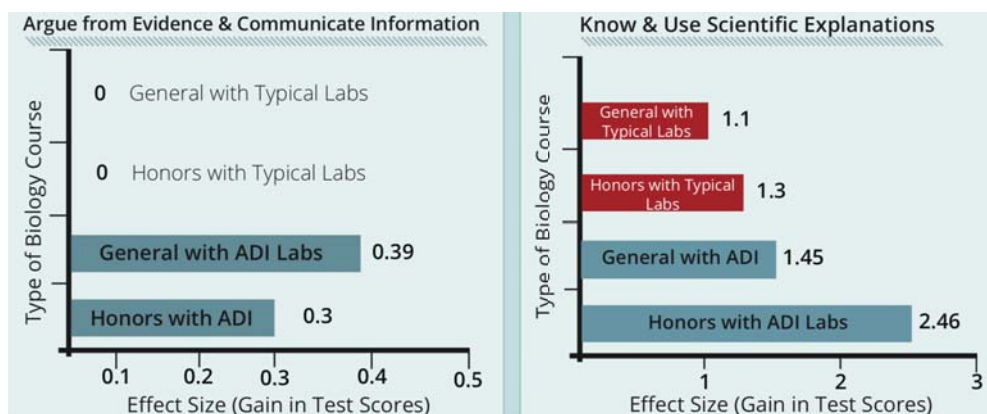 Argue from Evidence & Communicate Information
Type of Biology Course
0 General with Typical Labs
0 Honors with Typical Labs
General with ADI Labs 0.39
Honors with ADI 0.3
0.1 0.2 0.3 0.4 0.5
Effect Size (Gain in Test Scores)
Know & Use Scientific Explanations
Type of Biology Course
General with
Typical Labs
1.1
Honors with Typical
Labs
1.3
General with ADI 1.45
Honors with ADI Labs 2.46
1 2 3
Effect Size (Gain in Test Scores)